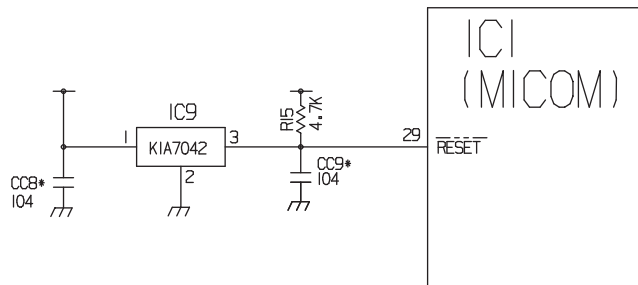 IC1
(MICOM)
IC9
R15
4.7K
1
KIA7042
3
29
RESET
2
CC8*
104
CC9*
104